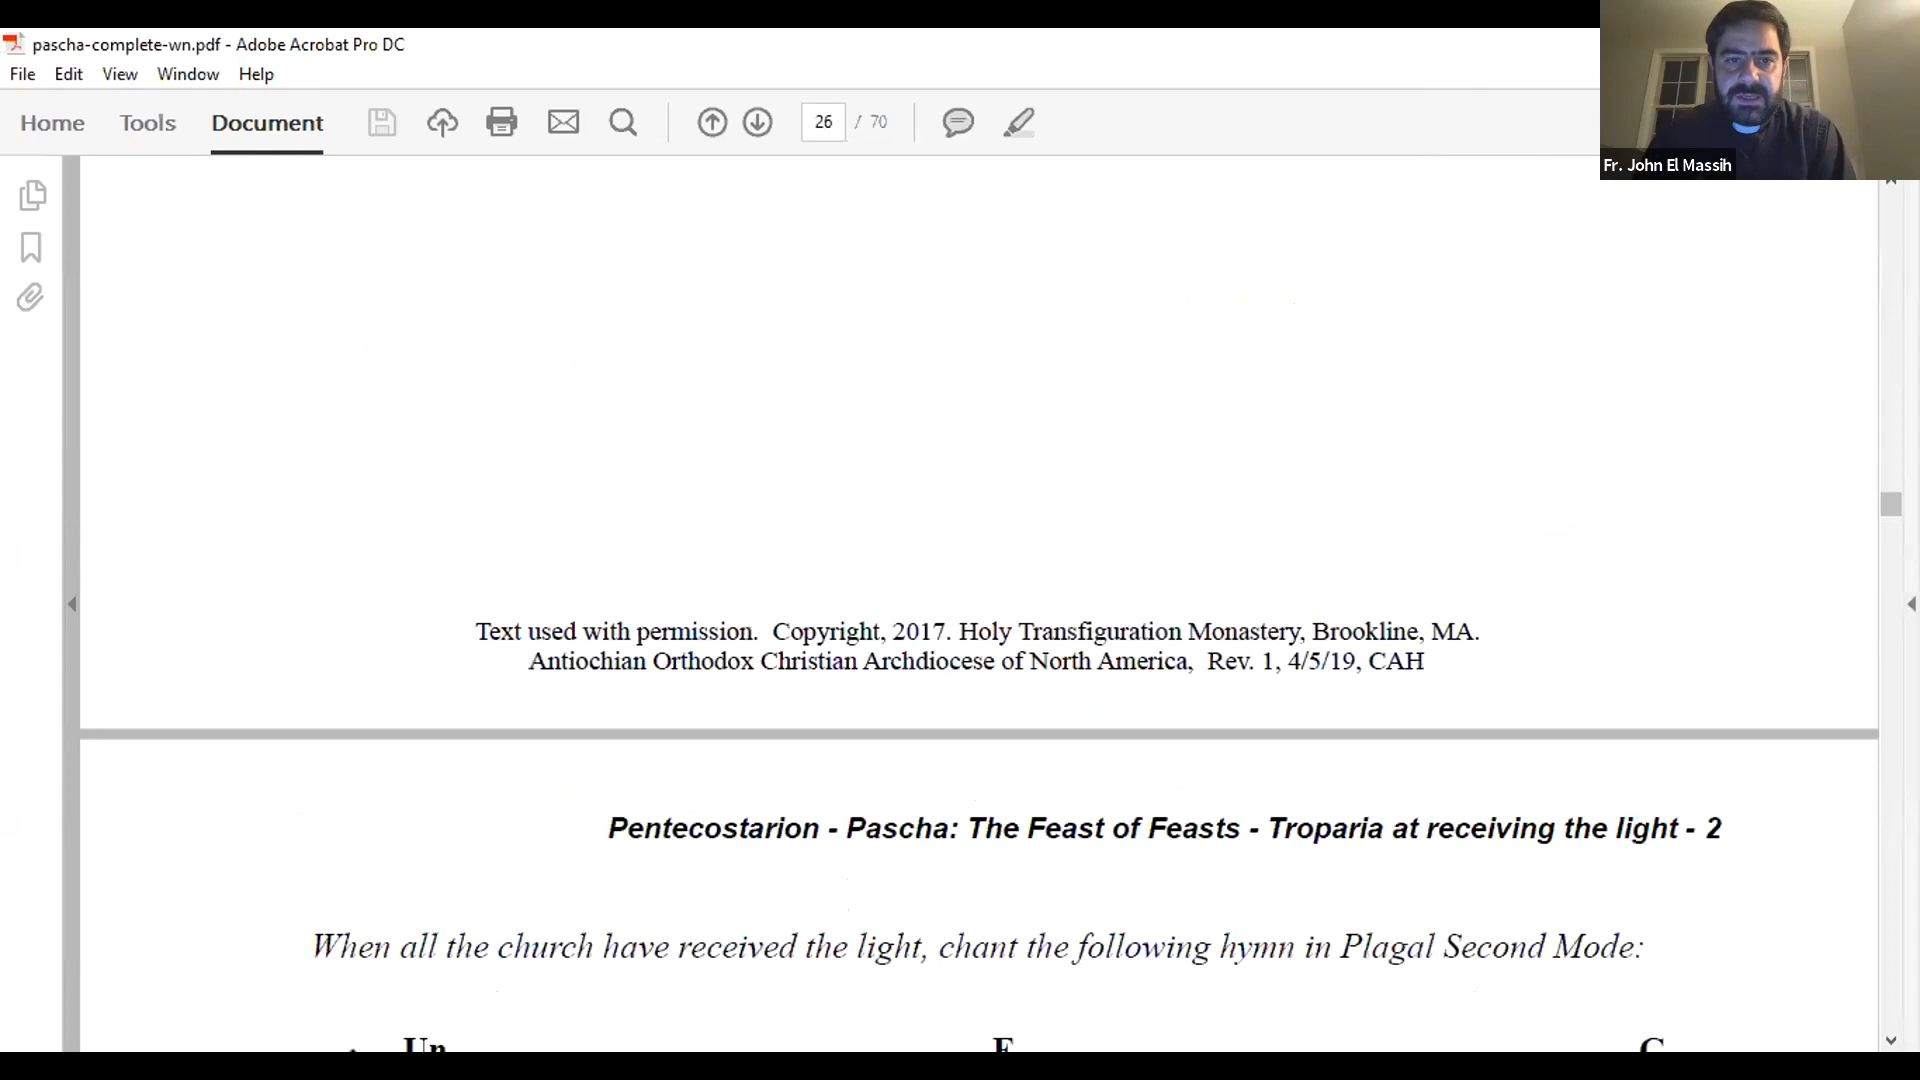 pascha-complete-wn.pdf - Adobe Acrobat Pro DC
File Edit View Window Help
Home Tools Document 26 / 70
Fr. John El Massih
Text used with permission. Copyright, 2017. Holy Transfiguration Monastery, Brookline, MA.
Antiochian Orthodox Christian Archdiocese of North America, Rev. 1, 4/5/19, CAH
Pentecostarion - Pascha: The Feast of Feasts - Troparia at receiving the light - 2
When all the church have received the light, chant the following hymn in Plagal Second Mode:
Un